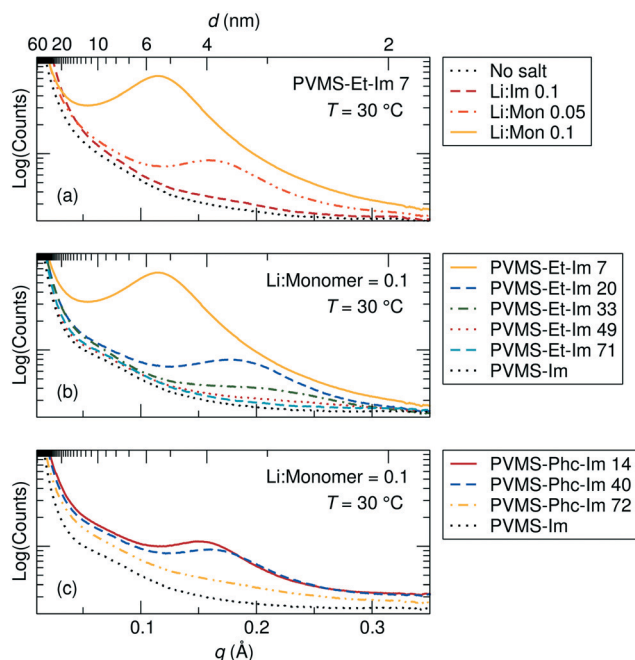 d (nm)
60 20 10 6 4 2
PVMS-Et-Im 7
T = 30 °C
Log(Counts)
(a)
No salt
Li:Im 0.1
Li:Mon 0.05
Li:Mon 0.1
Li:Monomer = 0.1
T = 30 °C
Log(Counts)
(b)
PVMS-Et-Im 7
PVMS-Et-Im 20
PVMS-Et-Im 33
PVMS-Et-Im 49
PVMS-Et-Im 71
PVMS-Im
Li:Monomer = 0.1
T = 30 °C
Log(Counts)
(c)
PVMS-Phc-Im 14
PVMS-Phc-Im 40
PVMS-Phc-Im 72
PVMS-Im
0.1 0.2 0.3
q (Å)